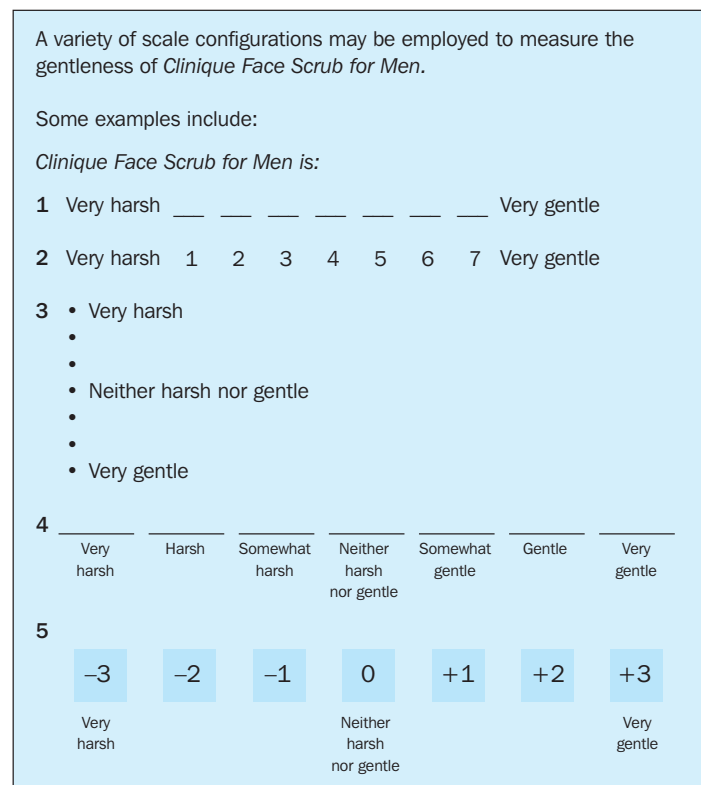 A variety of scale configurations may be employed to measure the
gentleness of Clinique Face Scrub for Men.
Some examples include:
Clinique Face Scrub for Men is:
1 Very harsh ___ ___ ___ ___ ___ ___ ___ Very gentle
2 Very harsh 1 2 3 4 5 6 7 Very gentle
3 • Very harsh
•
•
• Neither harsh nor gentle
•
•
• Very gentle
4
Very harsh
Harsh
Somewhat harsh
Neither harsh nor gentle
Somewhat gentle
Gentle
Very gentle
5
–3 –2 –1 0 +1 +2 +3
Very harsh
Neither harsh nor gentle
Very gentle